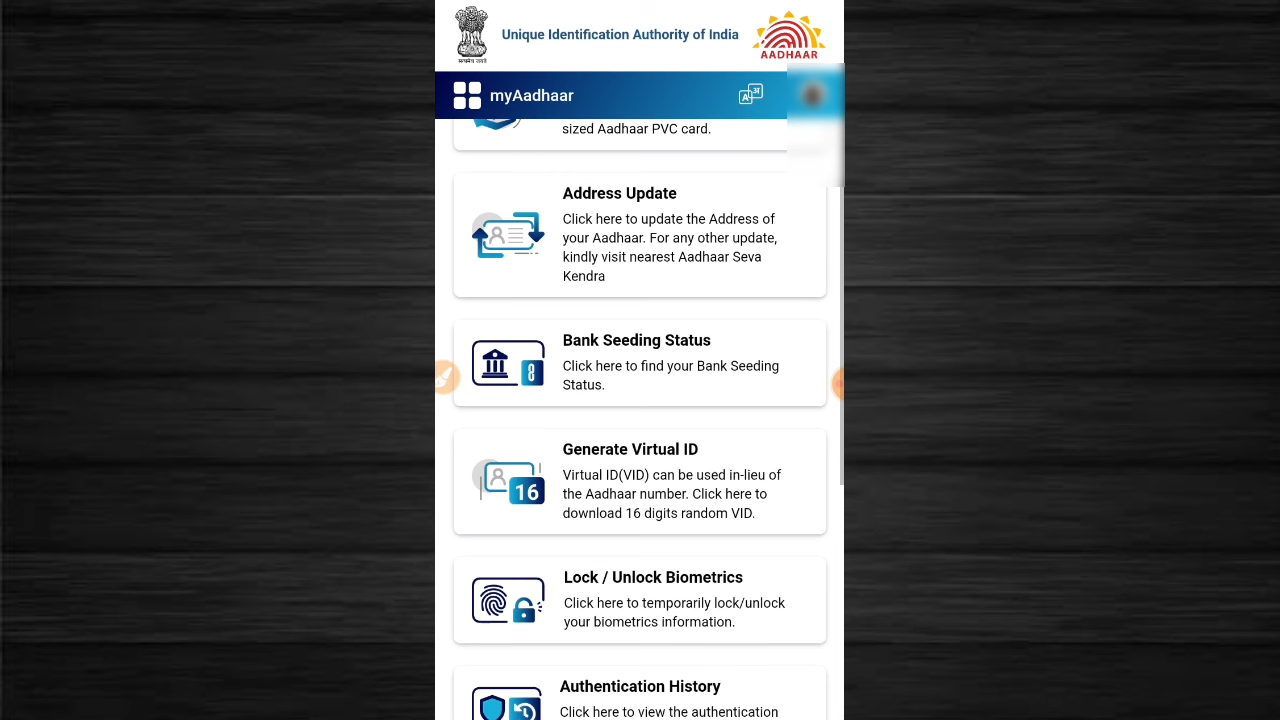 सत्यमेव जयते
Unique Identification Authority of India
AADHAAR
myAadhaar
A अ
sized Aadhaar PVC card.
Address Update
Click here to update the Address of
your Aadhaar. For any other update,
kindly visit nearest Aadhaar Seva
Kendra
Bank Seeding Status
Click here to find your Bank Seeding
Status.
8
Generate Virtual ID
Virtual ID(VID) can be used in-lieu of
the Aadhaar number. Click here to
download 16 digits random VID.
16
Lock / Unlock Biometrics
Click here to temporarily lock/unlock
your biometrics information.
Authentication History
Click here to view the authentication